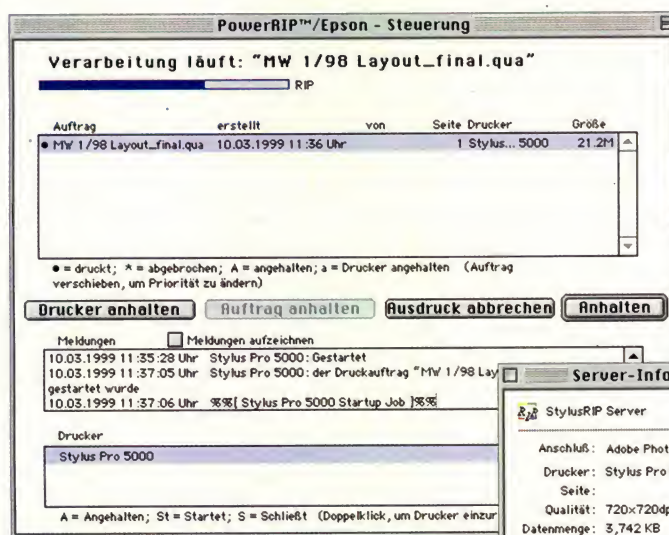 PowerRIP™/Epson - Steuerung
Verarbeitung läuft: "MW 1/98 Layout_final.qua"
RIP
Auftrag erstellt von Seite Drucker Größe
• MW 1/98 Layout_final.qua 10.03.1999 11:36 Uhr 1 Stylus... 5000 21.2M
• = druckt; * = abgebrochen; A = angehalten; a = Drucker angehalten (Auftrag
verschieben, um Priorität zu ändern)
Drucker anhalten Auftrag anhalten Ausdruck abbrechen Anhalten
Meldungen Meldungen aufzeichnen
10.03.1999 11:35:28 Uhr Stylus Pro 5000: Gestartet
10.03.1999 11:37:05 Uhr Stylus Pro 5000: der Druckauftrag "MW 1/98 Lay
gestartet wurde
10.03.1999 11:37:06 Uhr %%[ Stylus Pro 5000 Startup Job ]%%
Drucker
Stylus Pro 5000
A = Angehalten; St = Startet; S = Schließt (Doppelklick, um Drucker einzur
Server-Info
StylusRIP Server
Anschluß: Adobe Phot
Drucker: Stylus Pro
Seite:
Qualität: 720x720dp
Datenmenge: 3,742 KB